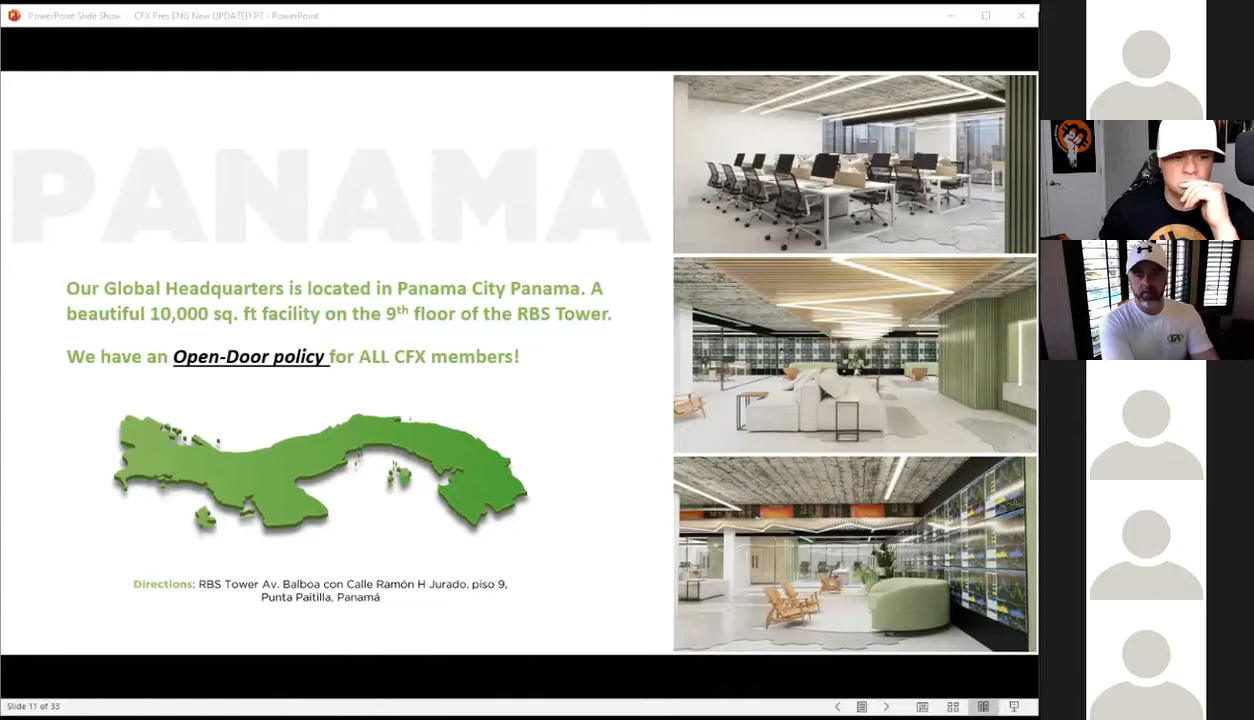 PowerPoint Slide Show - CFX Pres ENG New UPDATED PT - PowerPoint
PANAMA
Our Global Headquarters is located in Panama City Panama. A
beautiful 10,000 sq. ft facility on the 9th floor of the RBS Tower.
We have an Open-Door policy for ALL CFX members!
Directions: RBS Tower Av. Balboa con Calle Ramón H Jurado, piso 9,
Punta Paitilla, Panamá
Slide 11 of 33